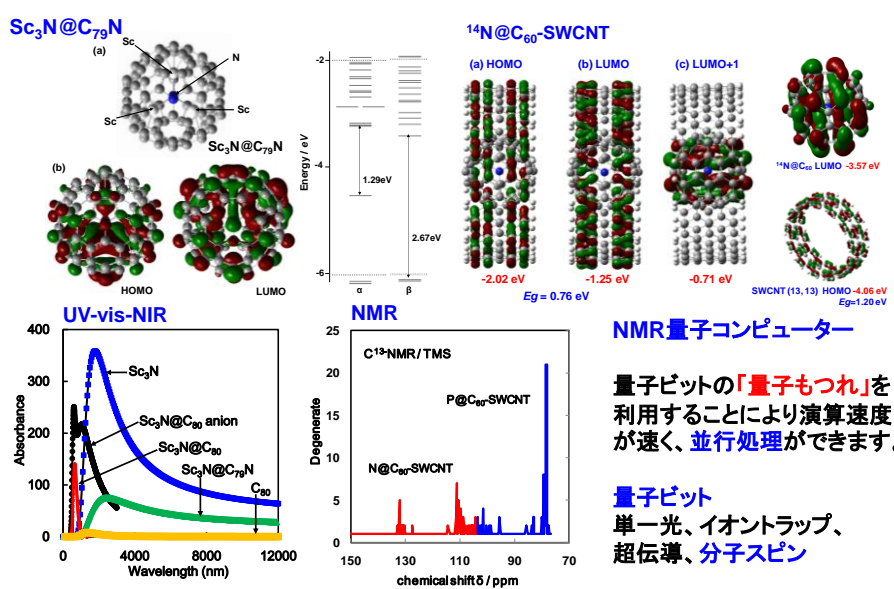 Sc₃N@C₇₉N
(a)
Sc
N
Sc
Sc
Sc₃N@C₇₉N
(b)
HOMO
LUMO
Energy / eV
-2
-4
-6
1.29eV
2.67eV
α
β
¹⁴N@C₆₀-SWCNT
(a) HOMO
(b) LUMO
(c) LUMO+1
-2.02 eV
-1.25 eV
-0.71 eV
Eg = 0.76 eV
¹⁴N@C₆₀ LUMO -3.57 eV
SWCNT (13, 13) HOMO -4.06 eV
Eg=1.20 eV
UV-vis-NIR
Absorbance
400
300
200
100
0
Sc₃N
Sc₃N@C₈₀ anion
Sc₃N@C₈₀
Sc₃N@C₇₉N
C₈₀
0
4000
8000
12000
Wavelength (nm)
NMR
Degenerate
25
20
15
10
5
0
C¹³-NMR / TMS
P@C₆₀-SWCNT
N@C₆₀-SWCNT
150
130
110
90
70
chemical shift δ / ppm
NMR量子コンピューター
量子ビットの「量子もつれ」を
利用することにより演算速度
が速く、並行処理ができます。
量子ビット
単一光、イオントラップ、
超伝導、分子スピン